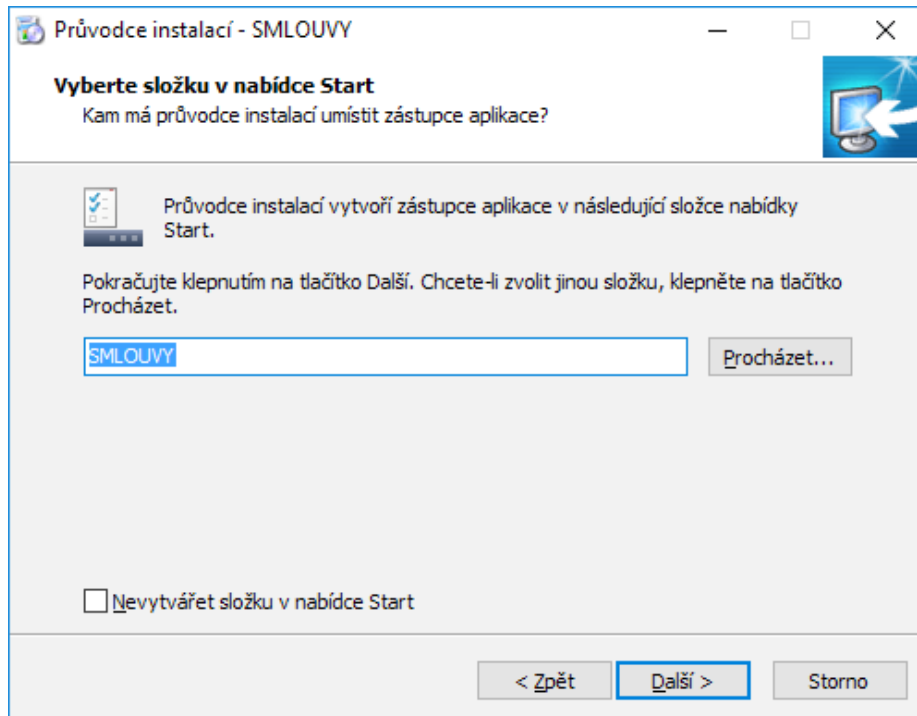 Průvodce instalací - SMLOUVY
Vyberte složku v nabídce Start
Kam má průvodce instalací umístit zástupce aplikace?
Průvodce instalací vytvoří zástupce aplikace v následující složce nabídky
Start.
Pokračujte klepnutím na tlačítko Další. Chcete-li zvolit jinou složku, klepněte na tlačítko
Procházet.
SMLOUVY
Procházet...
Nevytvářet složku v nabídce Start
< Zpět
Další >
Storno